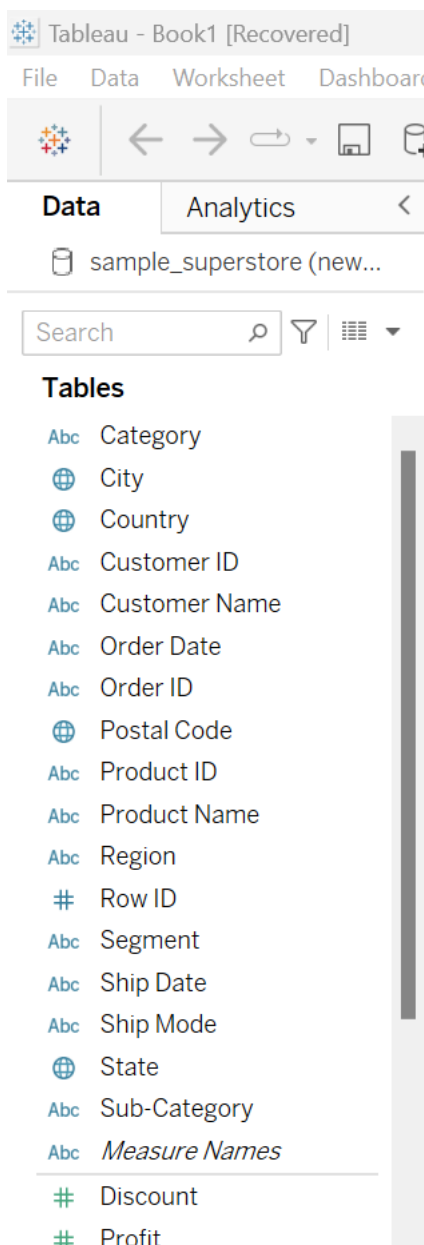 Tableau - Book1 [Recovered]
File Data Worksheet Dashboard
Data Analytics
sample_superstore (new...
Search
Tables
Abc Category
City
Country
Abc Customer ID
Abc Customer Name
Abc Order Date
Abc Order ID
Postal Code
Abc Product ID
Abc Product Name
Abc Region
# Row ID
Abc Segment
Abc Ship Date
Abc Ship Mode
State
Abc Sub-Category
Abc Measure Names
# Discount
# Profit